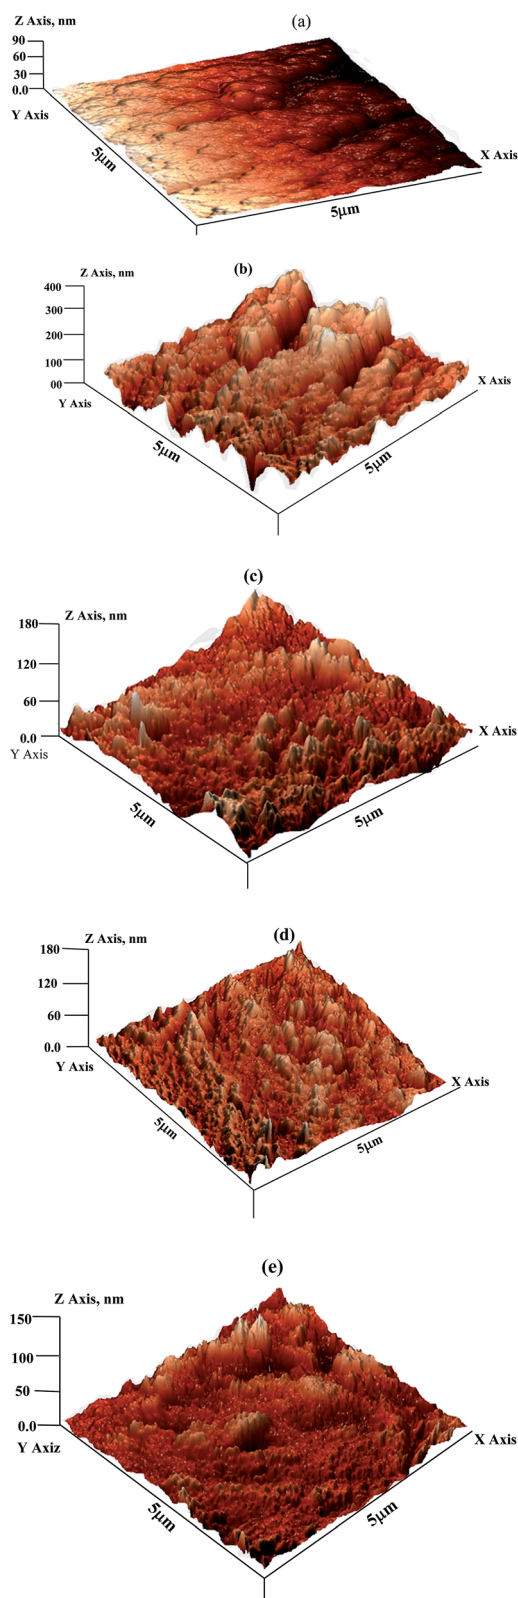 (a)
Z Axis, nm
90
60
30
0.0
Y Axis
5µm
X Axis
5µm
(b)
Z Axis, nm
400
300
200
100
00
Y Axis
X Axis
5µm
5µm
(c)
Z Axis, nm
180
120
60
0.0
Y Axis
X Axis
5µm
5µm
(d)
Z Axis, nm
180
120
60
0.0
Y Axis
X Axis
5µm
5µm
(e)
Z Axis, nm
150
100
50
0.0
Y Axiz
X Axis
5µm
5µm